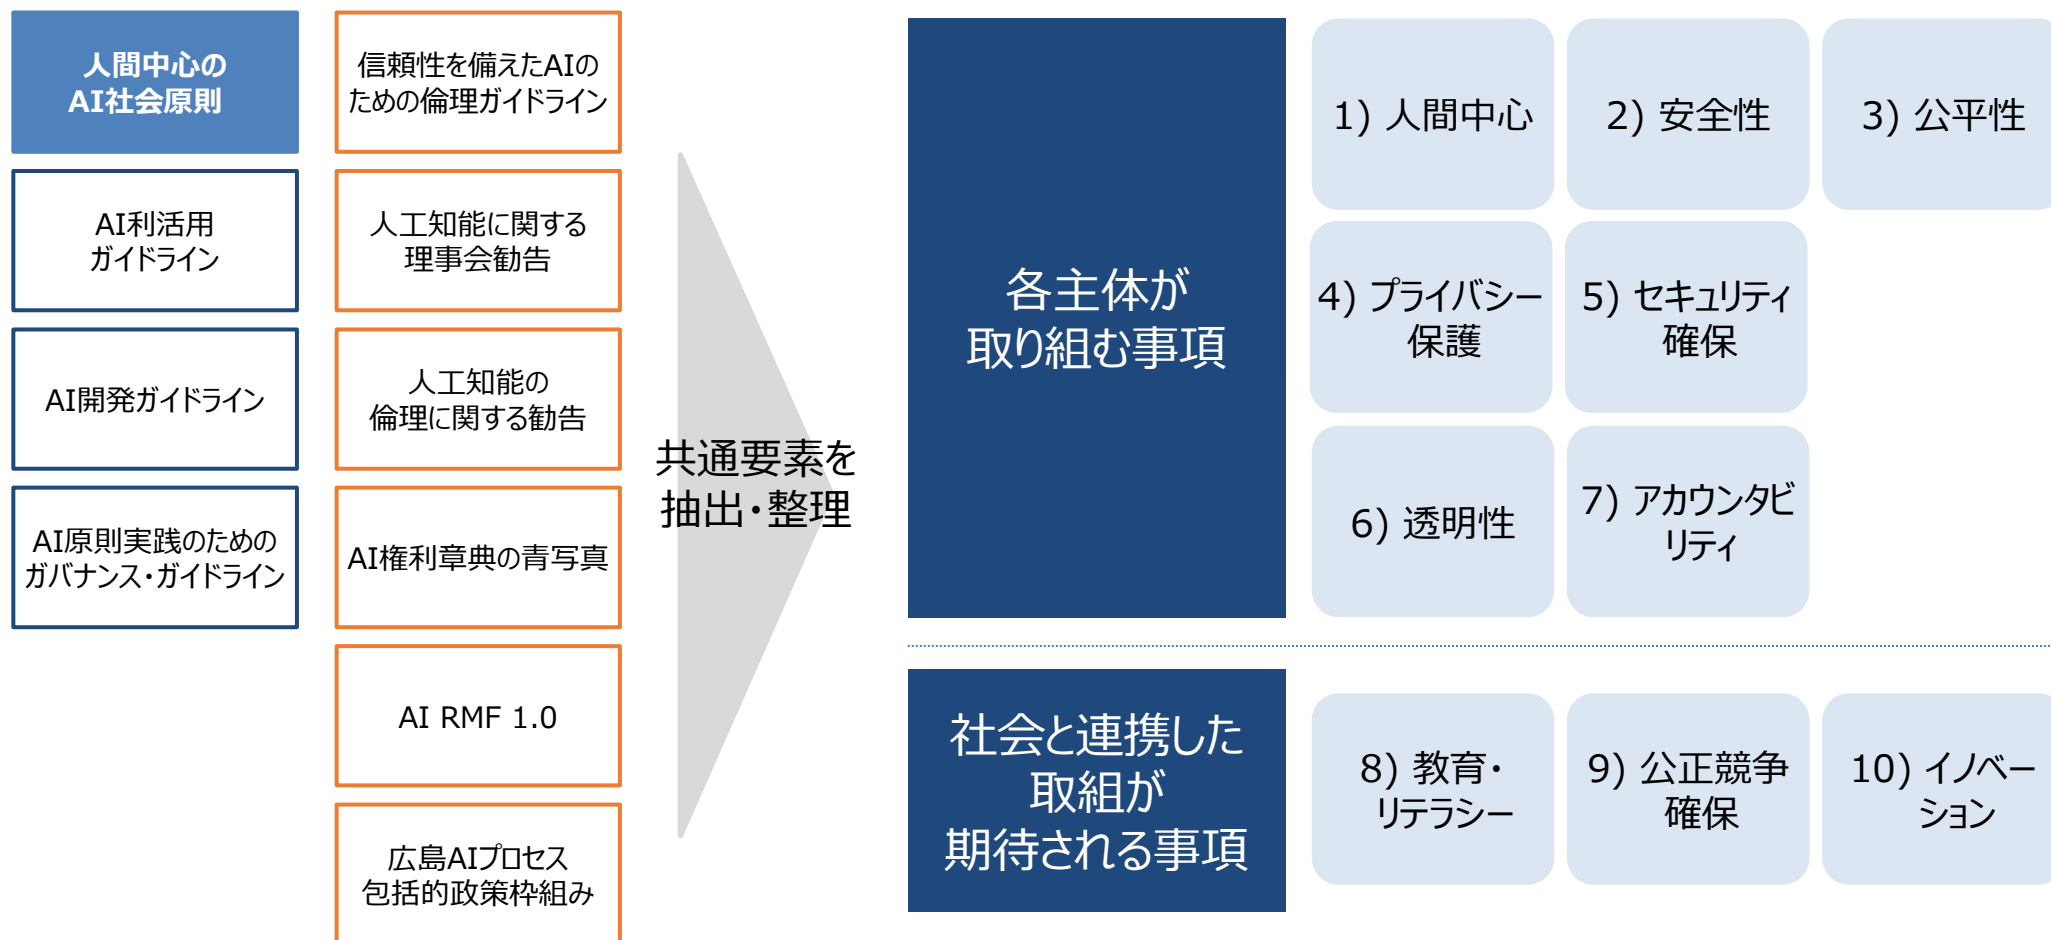 人間中心の
AI社会原則
AI利活用
ガイドライン
AI開発ガイドライン
AI原則実践のための
ガバナンス・ガイドライン
信頼性を備えたAIの
ための倫理ガイドライン
人工知能に関する
理事会勧告
人工知能の
倫理に関する勧告
AI権利章典の青写真
AI RMF 1.0
広島AIプロセス
包括的政策枠組み
共通要素を
抽出・整理
各主体が
取り組む事項
1) 人間中心
2) 安全性
3) 公平性
4) プライバシー
保護
5) セキュリティ
確保
6) 透明性
7) アカウンタビ
リティ
社会と連携した
取組が
期待される事項
8) 教育・
リテラシー
9) 公正競争
確保
10) イノベー
ション